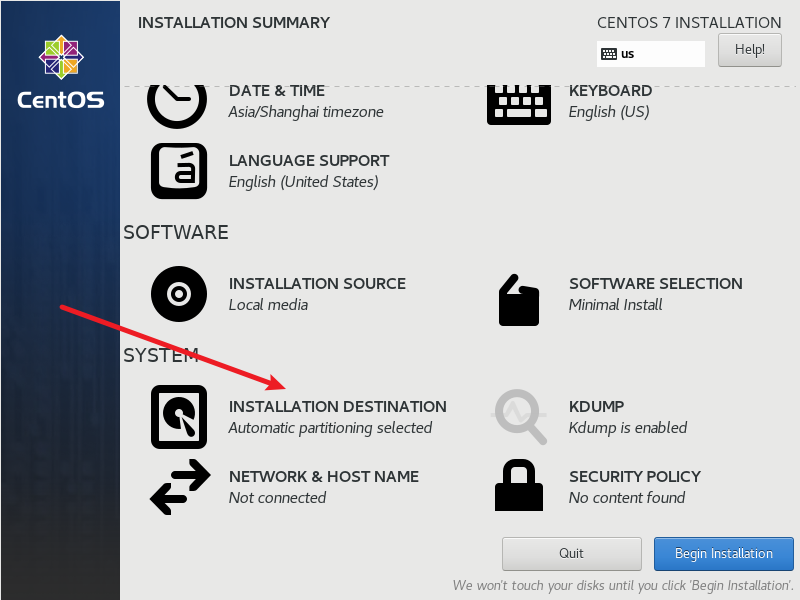 INSTALLATION SUMMARY
CENTOS 7 INSTALLATION
us
Help!
CentOS
DATE & TIME
Asia/Shanghai timezone
KEYBOARD
English (US)
LANGUAGE SUPPORT
English (United States)
SOFTWARE
INSTALLATION SOURCE
Local media
SOFTWARE SELECTION
Minimal Install
SYSTEM
INSTALLATION DESTINATION
Automatic partitioning selected
KDUMP
Kdump is enabled
NETWORK & HOST NAME
Not connected
SECURITY POLICY
No content found
Quit
Begin Installation
We won't touch your disks until you click 'Begin Installation'.